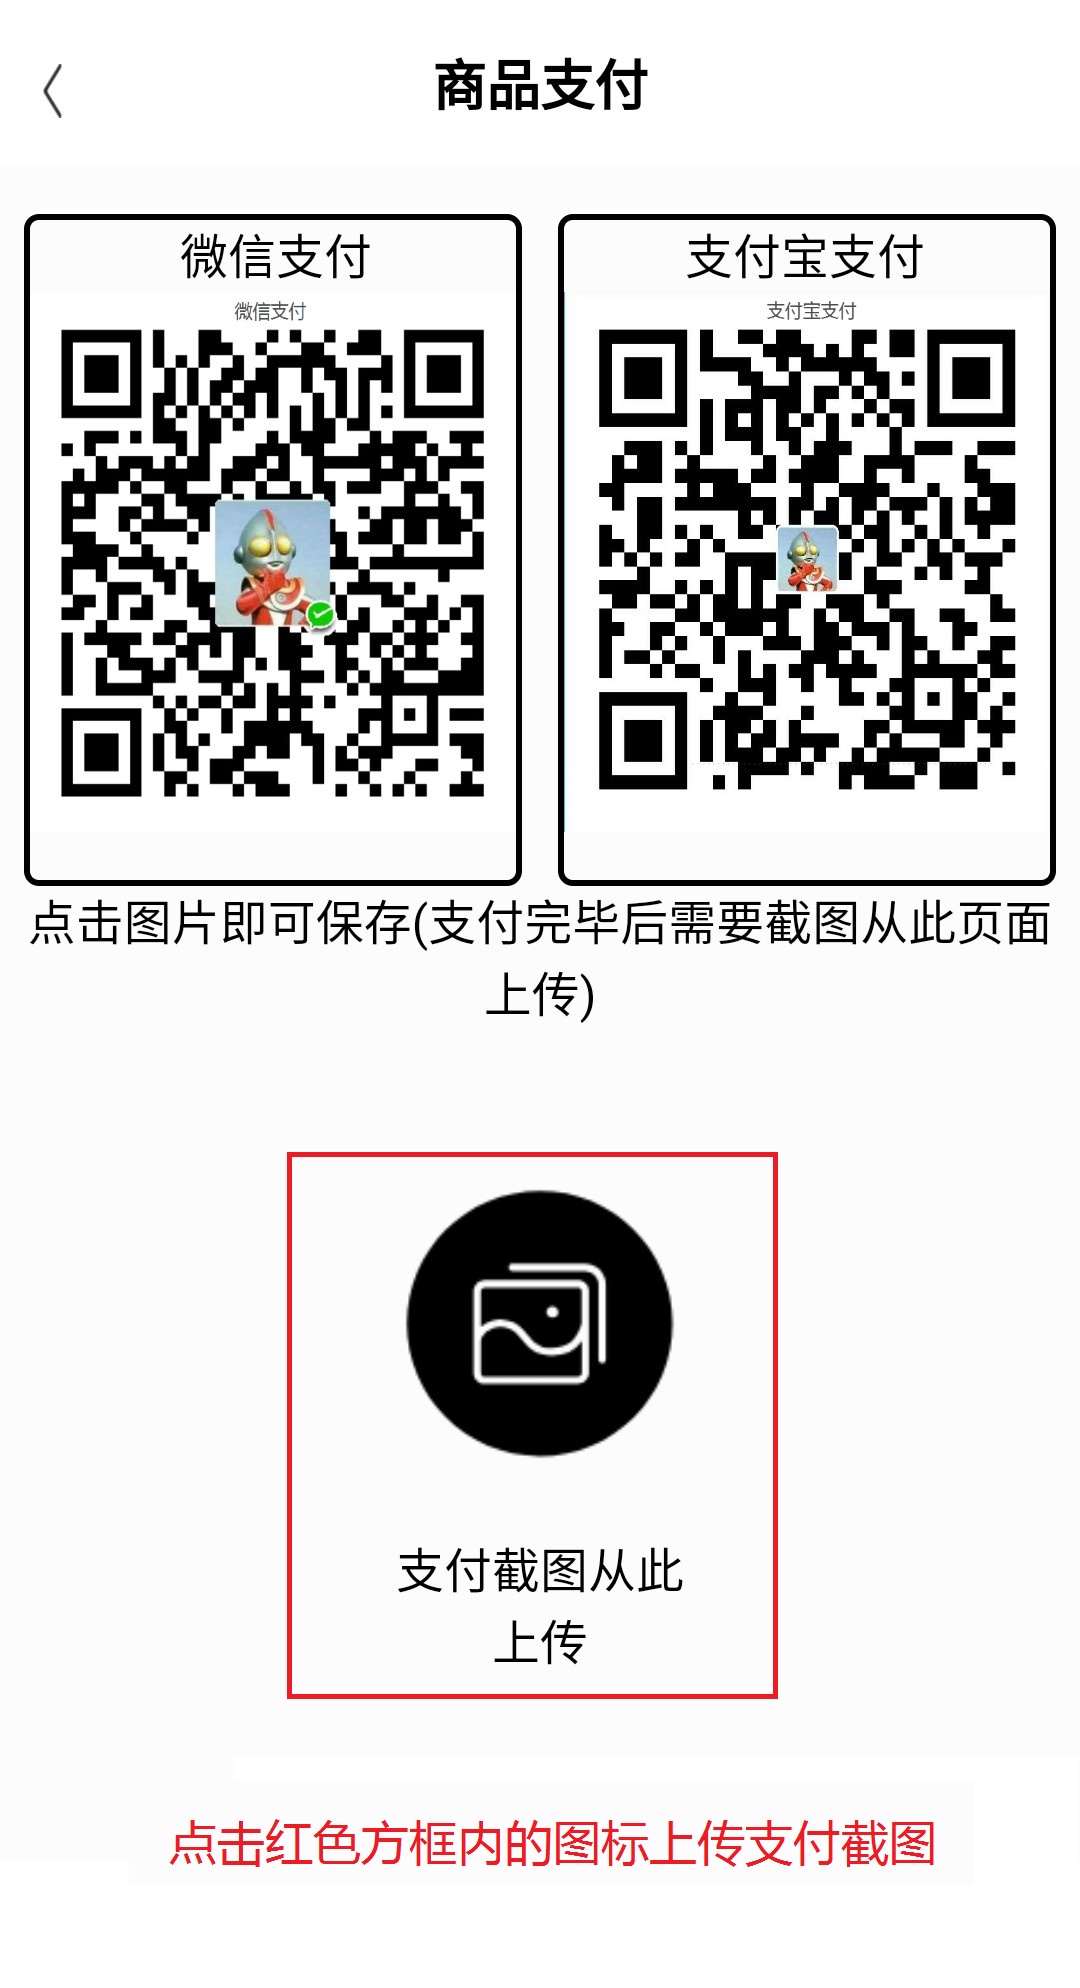 商品支付
微信支付
微信支付
支付宝支付
支付宝支付
点击图片即可保存(支付完毕后需要截图从此页面
上传)
支付截图从此
上传
点击红色方框内的图标上传支付截图